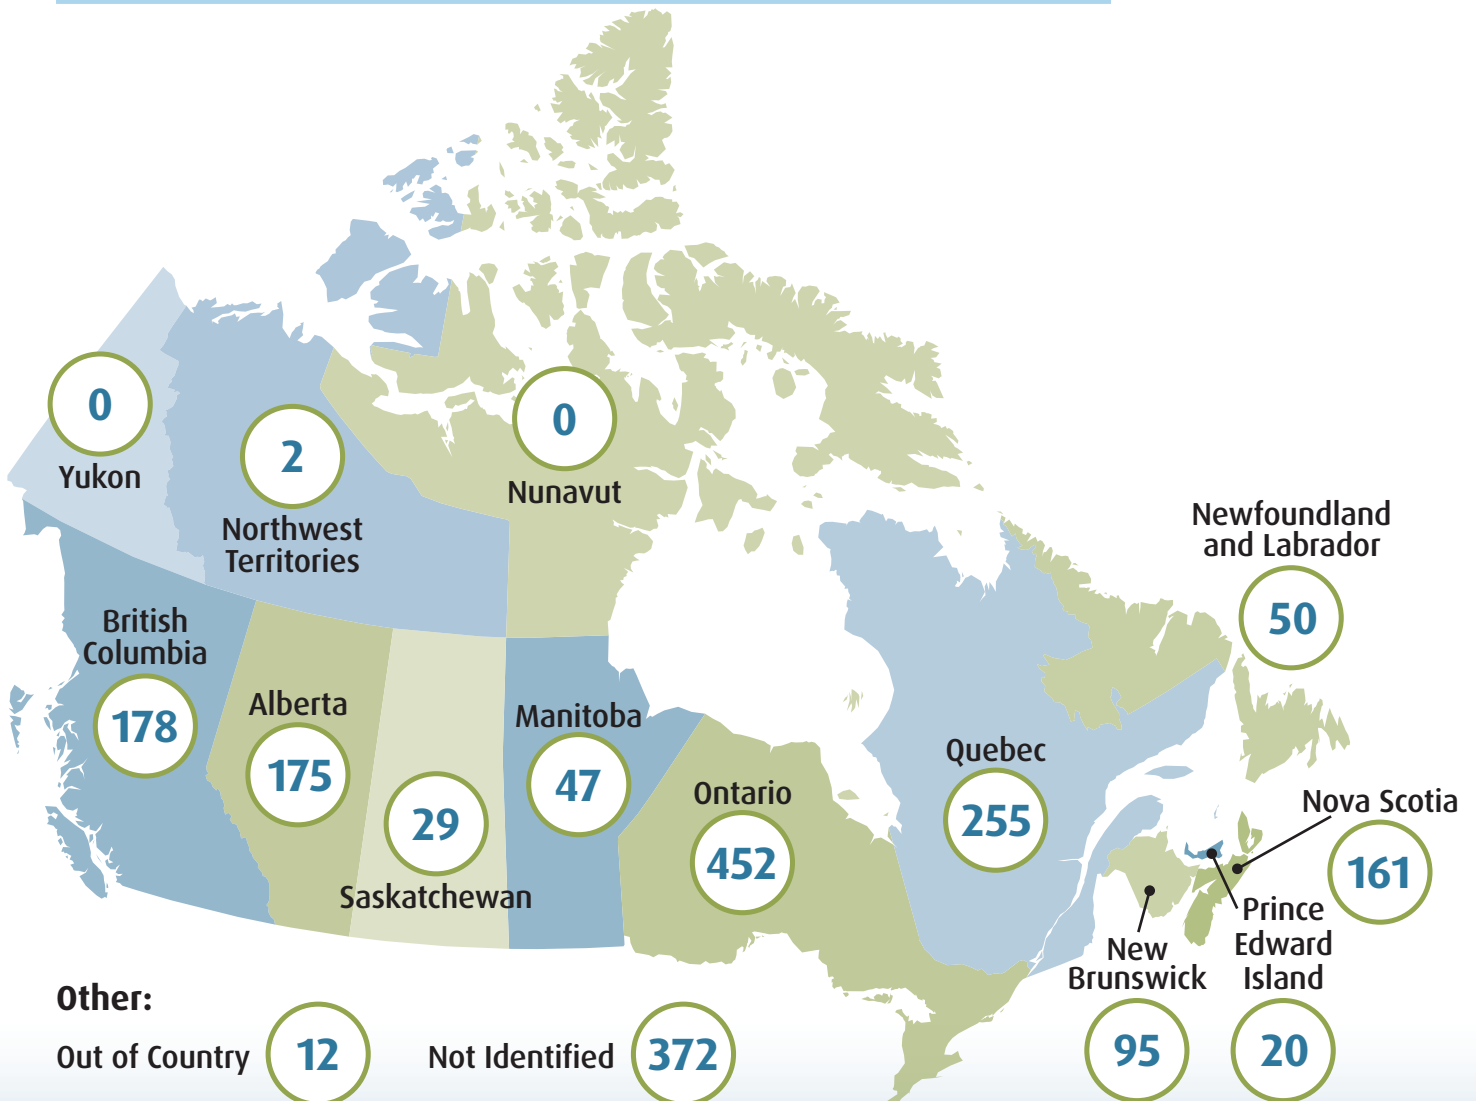 0
Yukon
2
Northwest
Territories
0
Nunavut
Newfoundland
and Labrador
50
British
Columbia
178
Alberta
175
29
Saskatchewan
Manitoba
47
Ontario
452
Quebec
255
Nova Scotia
161
New
Brunswick
95
Prince
Edward
Island
20
Other:
Out of Country 12
Not Identified 372